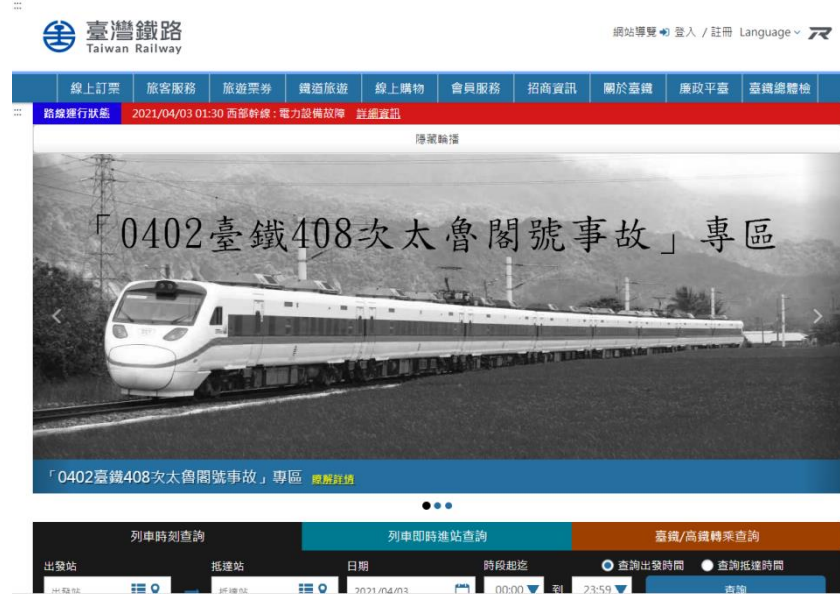 臺灣鐵路
Taiwan Railway
網站導覽 登入 / 註冊 Language
線上訂票 旅客服務 旅遊票券 鐵道旅遊 線上購物 會員服務 招商資訊 關於臺鐵 廉政平臺 臺鐵總體檢
路線運行狀態 2021/04/03 01:30 西部幹線 : 電力設備故障 詳細資訊
隱藏輪播
「0402臺鐵408次太魯閣號事故」專區
「0402臺鐵408次太魯閣號事故」專區 瞭解詳情
列車時刻查詢 列車即時進站查詢 臺鐵/高鐵轉乘查詢
出發站 抵達站 日期 時段起迄 查詢出發時間 查詢抵達時間
出發站 抵達站 2021/04/03 00:00 到 23:59 查詢